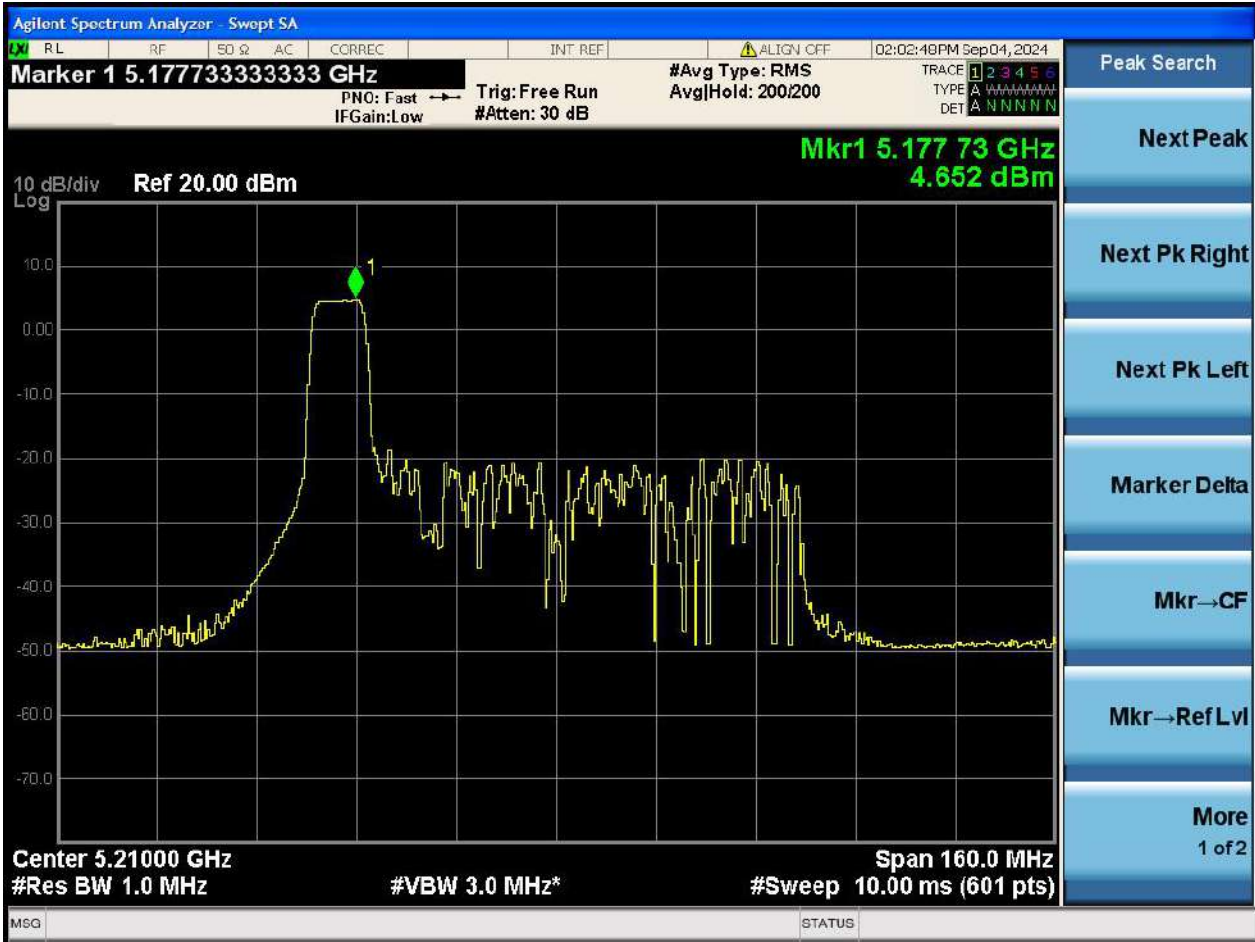 Agilent Spectrum Analyzer - Swept SA
LXI RL RF 50 Ω AC CORREC INT REF ALIGN OFF 02:02:48PM Sep 04, 2024
Marker 1 5.177733333333 GHz
PNO: Fast
IFGain:Low
Trig: Free Run
#Atten: 30 dB
#Avg Type: RMS
Avg|Hold: 200/200
TRACE 1 2 3 4 5 6
TYPE A WWWWW
DET A N N N N N
Mkr1 5.177 73 GHz
4.652 dBm
10 dB/div Ref 20.00 dBm
Log
1
10.0
0.00
-10.0
-20.0
-30.0
-40.0
-50.0
-60.0
-70.0
Center 5.21000 GHz Span 160.0 MHz
#Res BW 1.0 MHz #VBW 3.0 MHz* #Sweep 10.00 ms (601 pts)
MSG STATUS
Peak Search
Next Peak
Next Pk Right
Next Pk Left
Marker Delta
Mkr→CF
Mkr→Ref Lvl
More
1 of 2